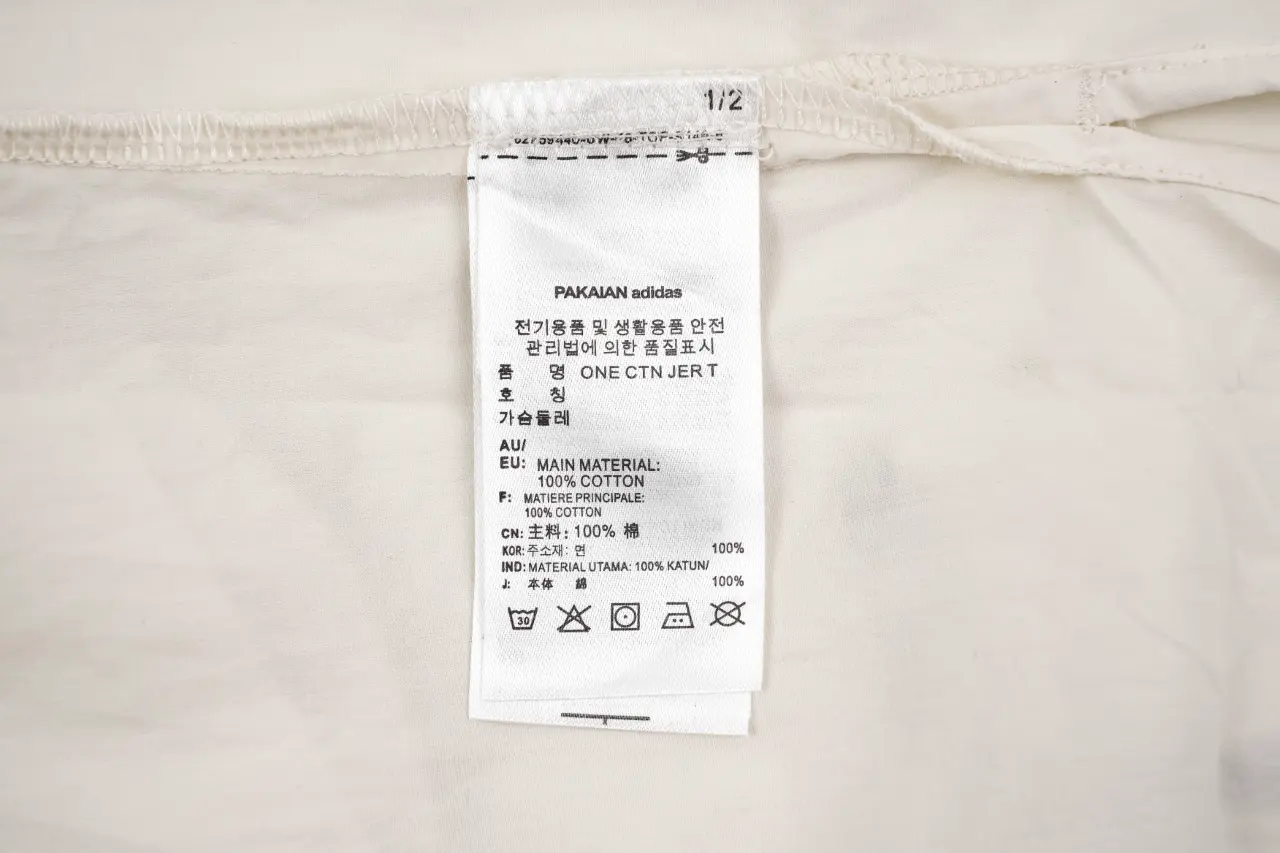 1/2
PAKAIAN adidas
전기용품 및 생활용품 안전
관리법에 의한 품질표시
품 명 ONE CTN JER T
호 칭
가슴둘레
AU/
EU: MAIN MATERIAL:
100% COTTON
F: MATIERE PRINCIPALE:
100% COTTON
CN: 主料: 100% 棉
KOR: 주소재: 면 100%
IND: MATERIAL UTAMA: 100% KATUN/
J: 本体 綿 100%
30